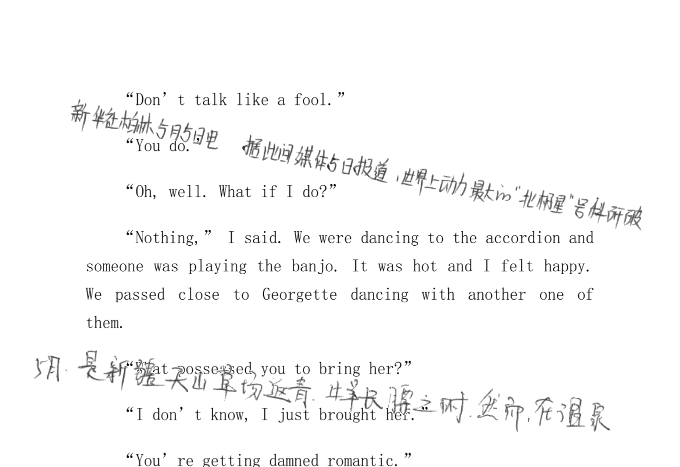 “Don’t talk like a fool.”
新华社柏林5月5日电 据此间媒体5日报道，世界上动力最大的“北极星”号科研破
“You do.”
“Oh, well. What if I do?”
“Nothing,” I said. We were dancing to the accordion and
someone was playing the banjo. It was hot and I felt happy.
We passed close to Georgette dancing with another one of
them.
“What possessed you to bring her?”
5月，是新疆天山草场返青、牛羊长膘之时。然而，在温泉
“I don’t know, I just brought her.”
“You’re getting damned romantic.”